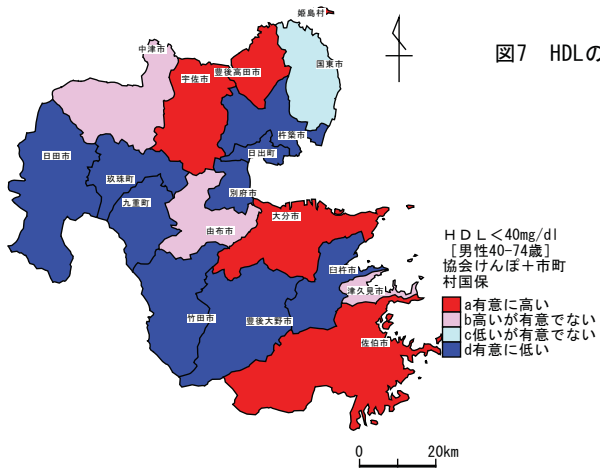 姫島村
図7 HDLの
中津市
国東市
宇佐市
豊後高田市
杵築市
日出町
日田市
玖珠町
九重町
別府市
大分市
由布市
臼杵市
津久見市
竹田市
豊後大野市
佐伯市
HDL<40mg/dl
[男性40-74歳]
協会けんぽ+市町
村国保
a有意に高い
b高いが有意でない
c低いが有意でない
d有意に低い
0 20km